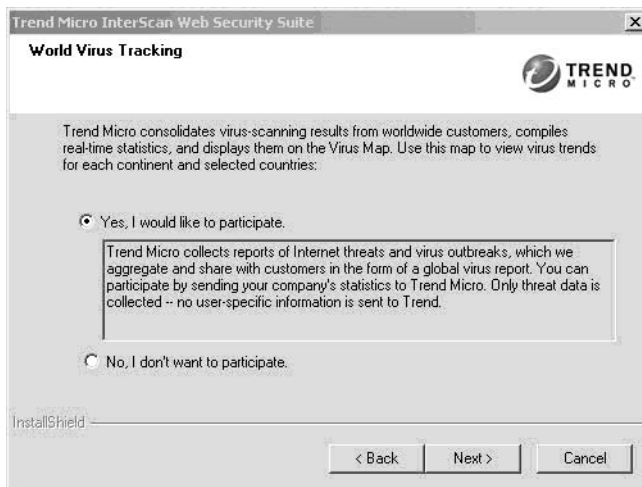 Trend Micro InterScan Web Security Suite
World Virus Tracking
TREND
MICRO
Trend Micro consolidates virus-scanning results from worldwide customers, compiles
real-time statistics, and displays them on the Virus Map. Use this map to view virus trends
for each continent and selected countries:
Yes, I would like to participate.
Trend Micro collects reports of Internet threats and virus outbreaks, which we
aggregate and share with customers in the form of a global virus report. You can
participate by sending your company's statistics to Trend Micro. Only threat data is
collected -- no user-specific information is sent to Trend.
No, I don't want to participate.
InstallShield
< Back Next > Cancel